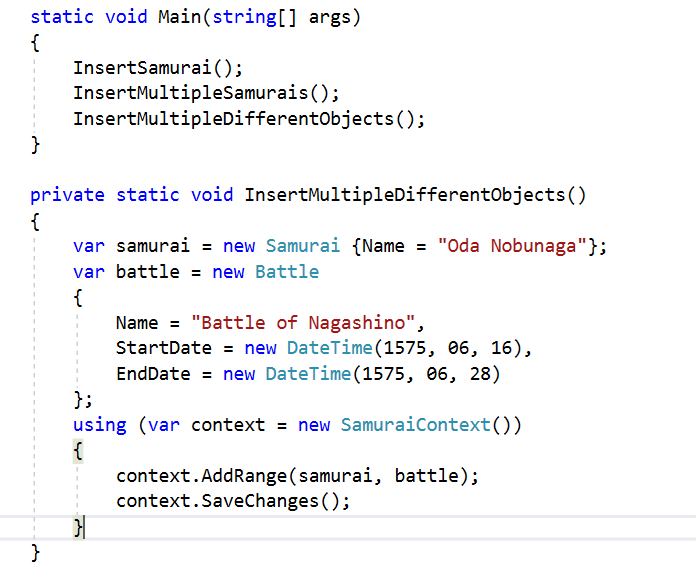 static void Main(string[] args)
{
    InsertSamurai();
    InsertMultipleSamurais();
    InsertMultipleDifferentObjects();
}

private static void InsertMultipleDifferentObjects()
{
    var samurai = new Samurai {Name = "Oda Nobunaga"};
    var battle = new Battle
    {
        Name = "Battle of Nagashino",
        StartDate = new DateTime(1575, 06, 16),
        EndDate = new DateTime(1575, 06, 28)
    };
    using (var context = new SamuraiContext())
    {
        context.AddRange(samurai, battle);
        context.SaveChanges();
    }
}